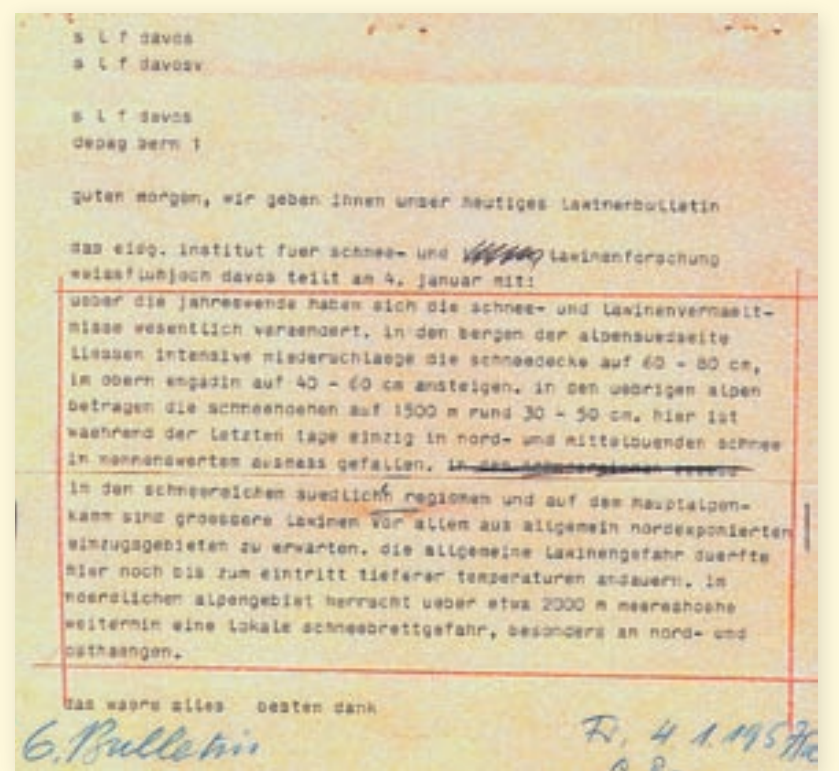 s l f davos
s l f davosv
s l f davos
depag bern 1
guten morgen, wir geben ihnen unser heutiges lawinenbulletin
das eidg. institut fuer schnee- und lawinenforschung
weissfluhjoch davos teilt am 4. januar mit:
ueber die jahreswende haben sich die schnee- und lawinenverhaelt-
nisse wesentlich veraendert. in den bergen der alpensuedseite
liessen intensive niederschlaege die schneedecke auf 60 - 80 cm,
im obern engadin auf 40 - 60 cm ansteigen. in den uebrigen alpen
betragen die schneehoehen auf 1500 m rund 30 - 50 cm. hier ist
waehrend der letzten tage einzig in nord- und mittelbuenden schnee
in nennenswertem ausmass gefallen. in den
in den schneereichen suedlichn regionen und auf dem hauptalpen-
kamm sind groessere lawinen vor allem aus allgemein nordexponierten
einzugsgebieten zu erwarten. die allgemeine lawinengefahr duerfte
hier noch bis zum eintritt tieferer temperaturen andauern. im
noerdlichen alpengebiet herrscht ueber etwa 2000 m meereshoehe
weiterhin eine lokale schneebrettgefahr, besonders an nord- und
osthaengen.
das waere alles besten dank
6. Bulletin Fr. 4 1. 1957